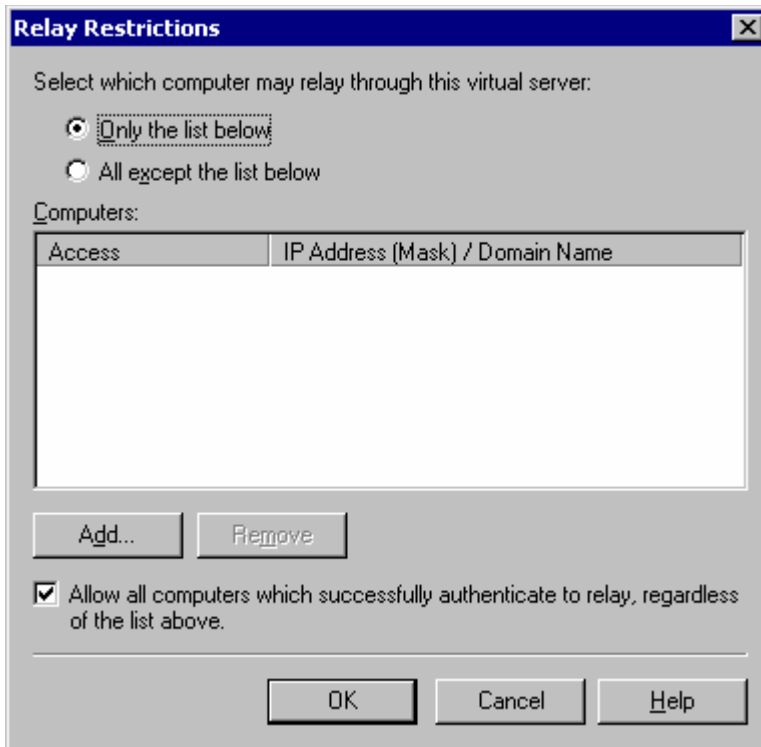 Relay Restrictions
Select which computer may relay through this virtual server:
Only the list below
All except the list below
Computers:
Access IP Address (Mask) / Domain Name
Add... Remove
Allow all computers which successfully authenticate to relay, regardless
of the list above.
OK Cancel Help